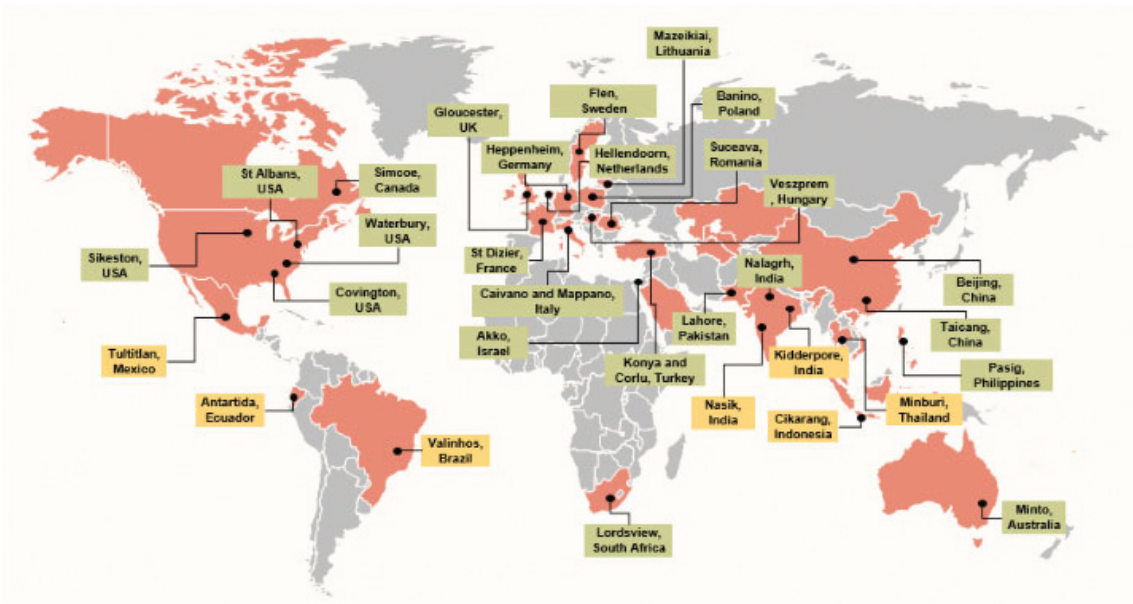 Mazeikiai,
Lithuania
Flen,
Sweden
Banino,
Poland
Gloucester,
UK
Heppenheim,
Germany
Hellendoorn,
Netherlands
Suceava,
Romania
St Albans,
USA
Simcoe,
Canada
Veszprem
, Hungary
Waterbury,
USA
Sikeston,
USA
St Dizier,
France
Nalagrh,
India
Beijing,
China
Covington,
USA
Caivano and Mappano,
Italy
Lahore,
Pakistan
Taicang,
China
Akko,
Israel
Tultitlan,
Mexico
Konya and
Corlu, Turkey
Kidderpore,
India
Pasig,
Philippines
Antartida,
Ecuador
Nasik,
India
Cikarang,
Indonesia
Minburi,
Thailand
Valinhos,
Brazil
Minto,
Australia
Lordsview,
South Africa